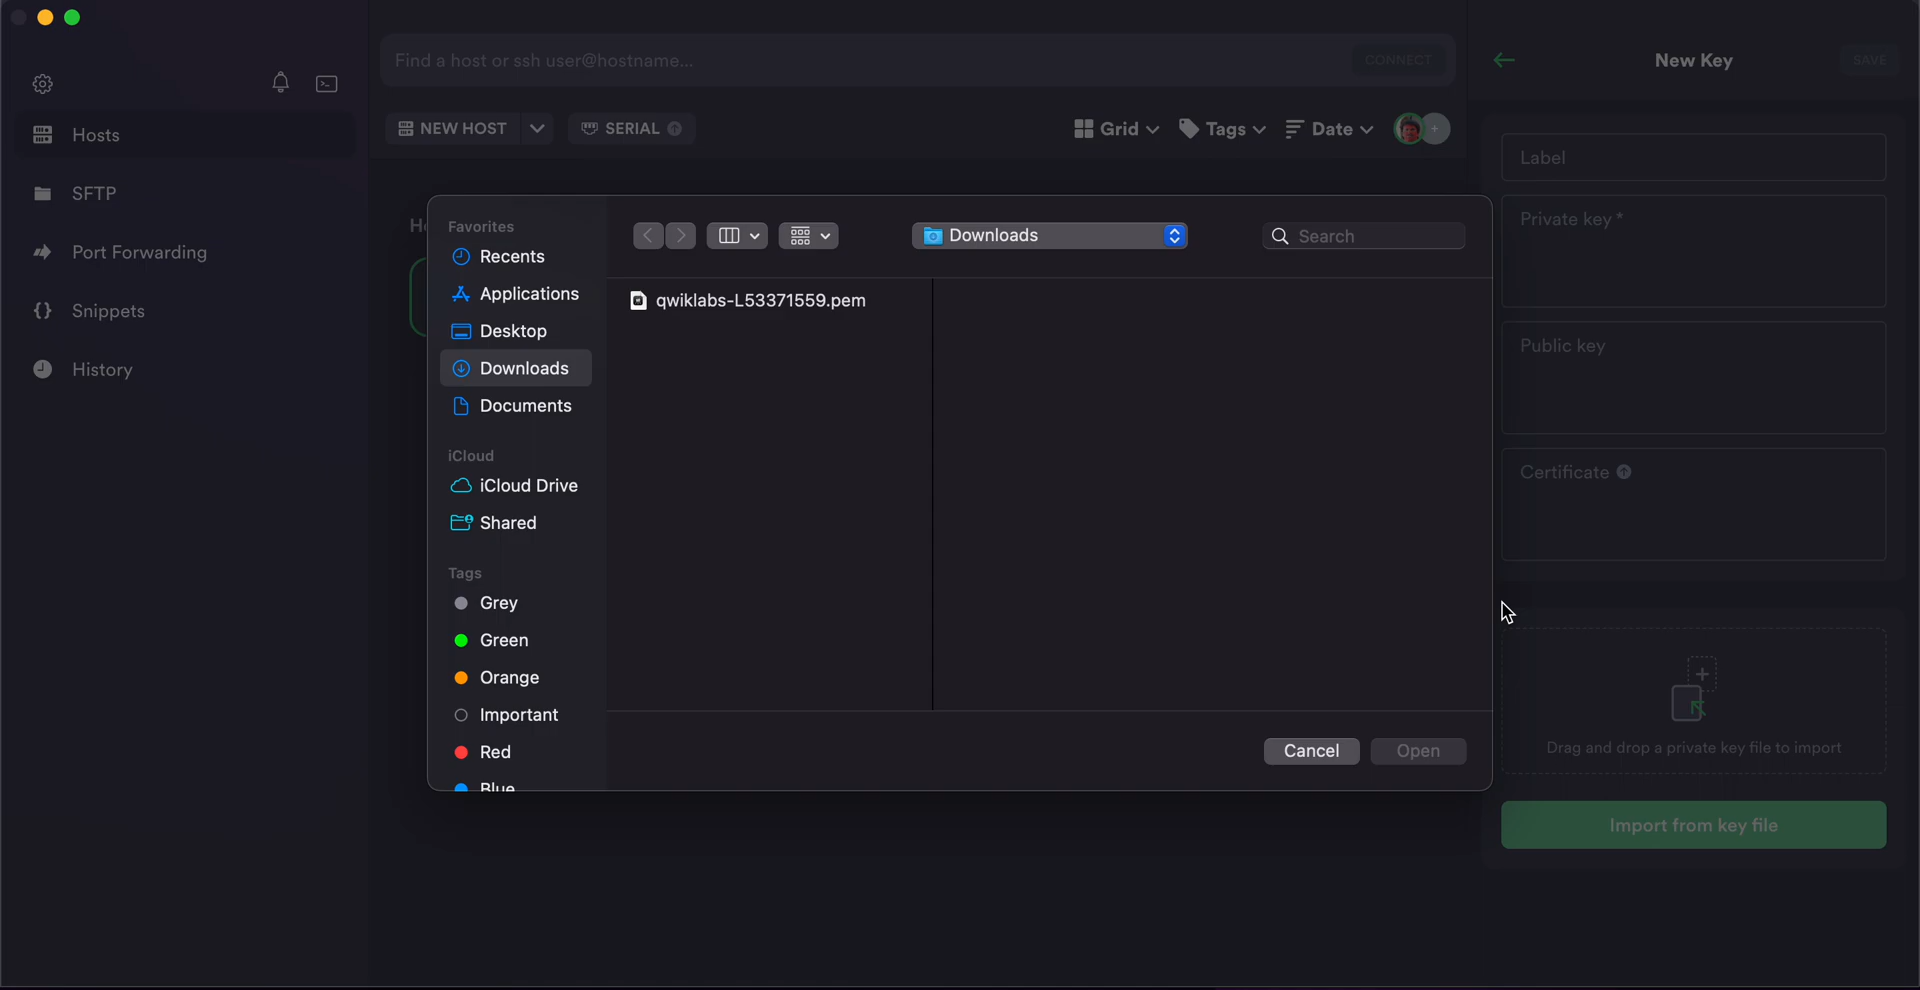 Find a host or ssh user@hostname...
CONNECT
New Key
SAVE
Hosts
NEW HOST
SERIAL
Grid
Tags
Date
Label
SFTP
Private key *
Port Forwarding
Snippets
History
Public key
Certificate
Favorites
Recents
Applications
Desktop
Downloads
Documents
iCloud
iCloud Drive
Shared
Tags
Grey
Green
Orange
Important
Red
Blue
Downloads
Search
qwiklabs-L53371559.pem
Cancel
Open
Drag and drop a private key file to import
Import from key file